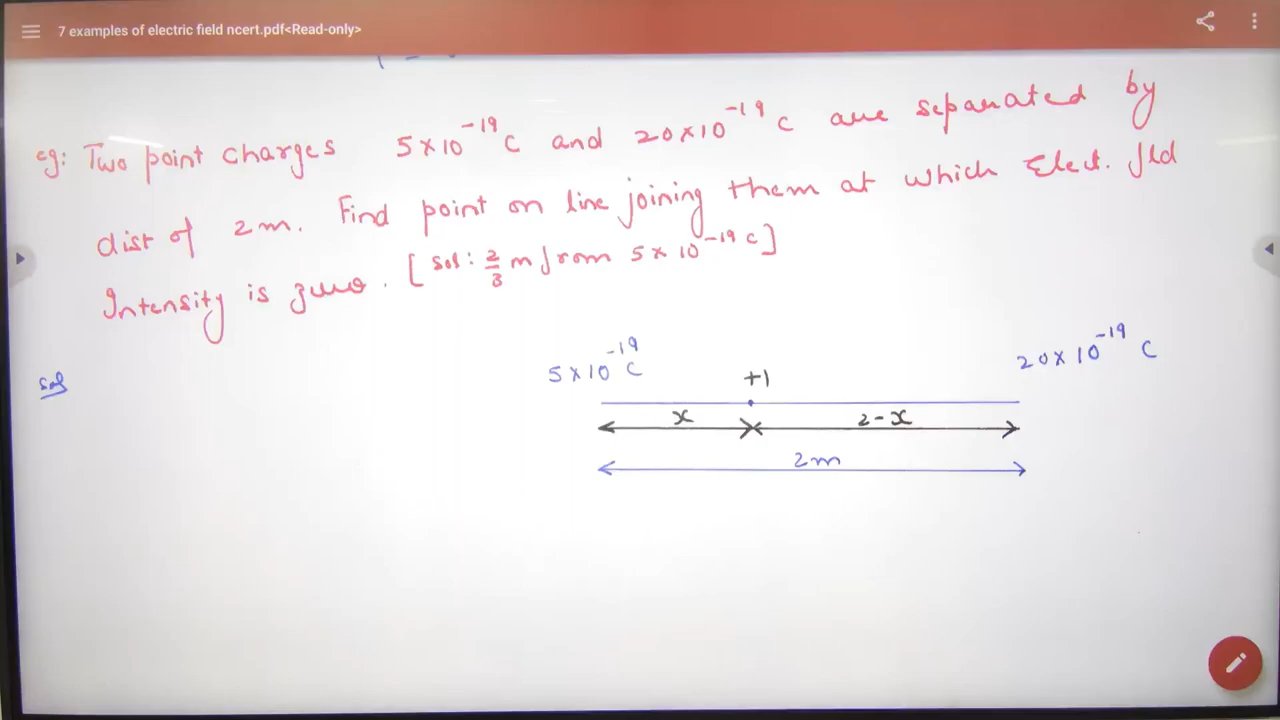 7 examples of electric field ncert.pdf<Read-only>
eg: Two point charges 5×10⁻¹⁹ C and 20×10⁻¹⁹ C are separated by
dist of 2m. Find point on line joining them at which Elect. fld
Intensity is zero. [Sol: 2/3 m from 5×10⁻¹⁹ C]
Sol
5×10⁻¹⁹ C
+1
20×10⁻¹⁹ C
x
2-x
2m